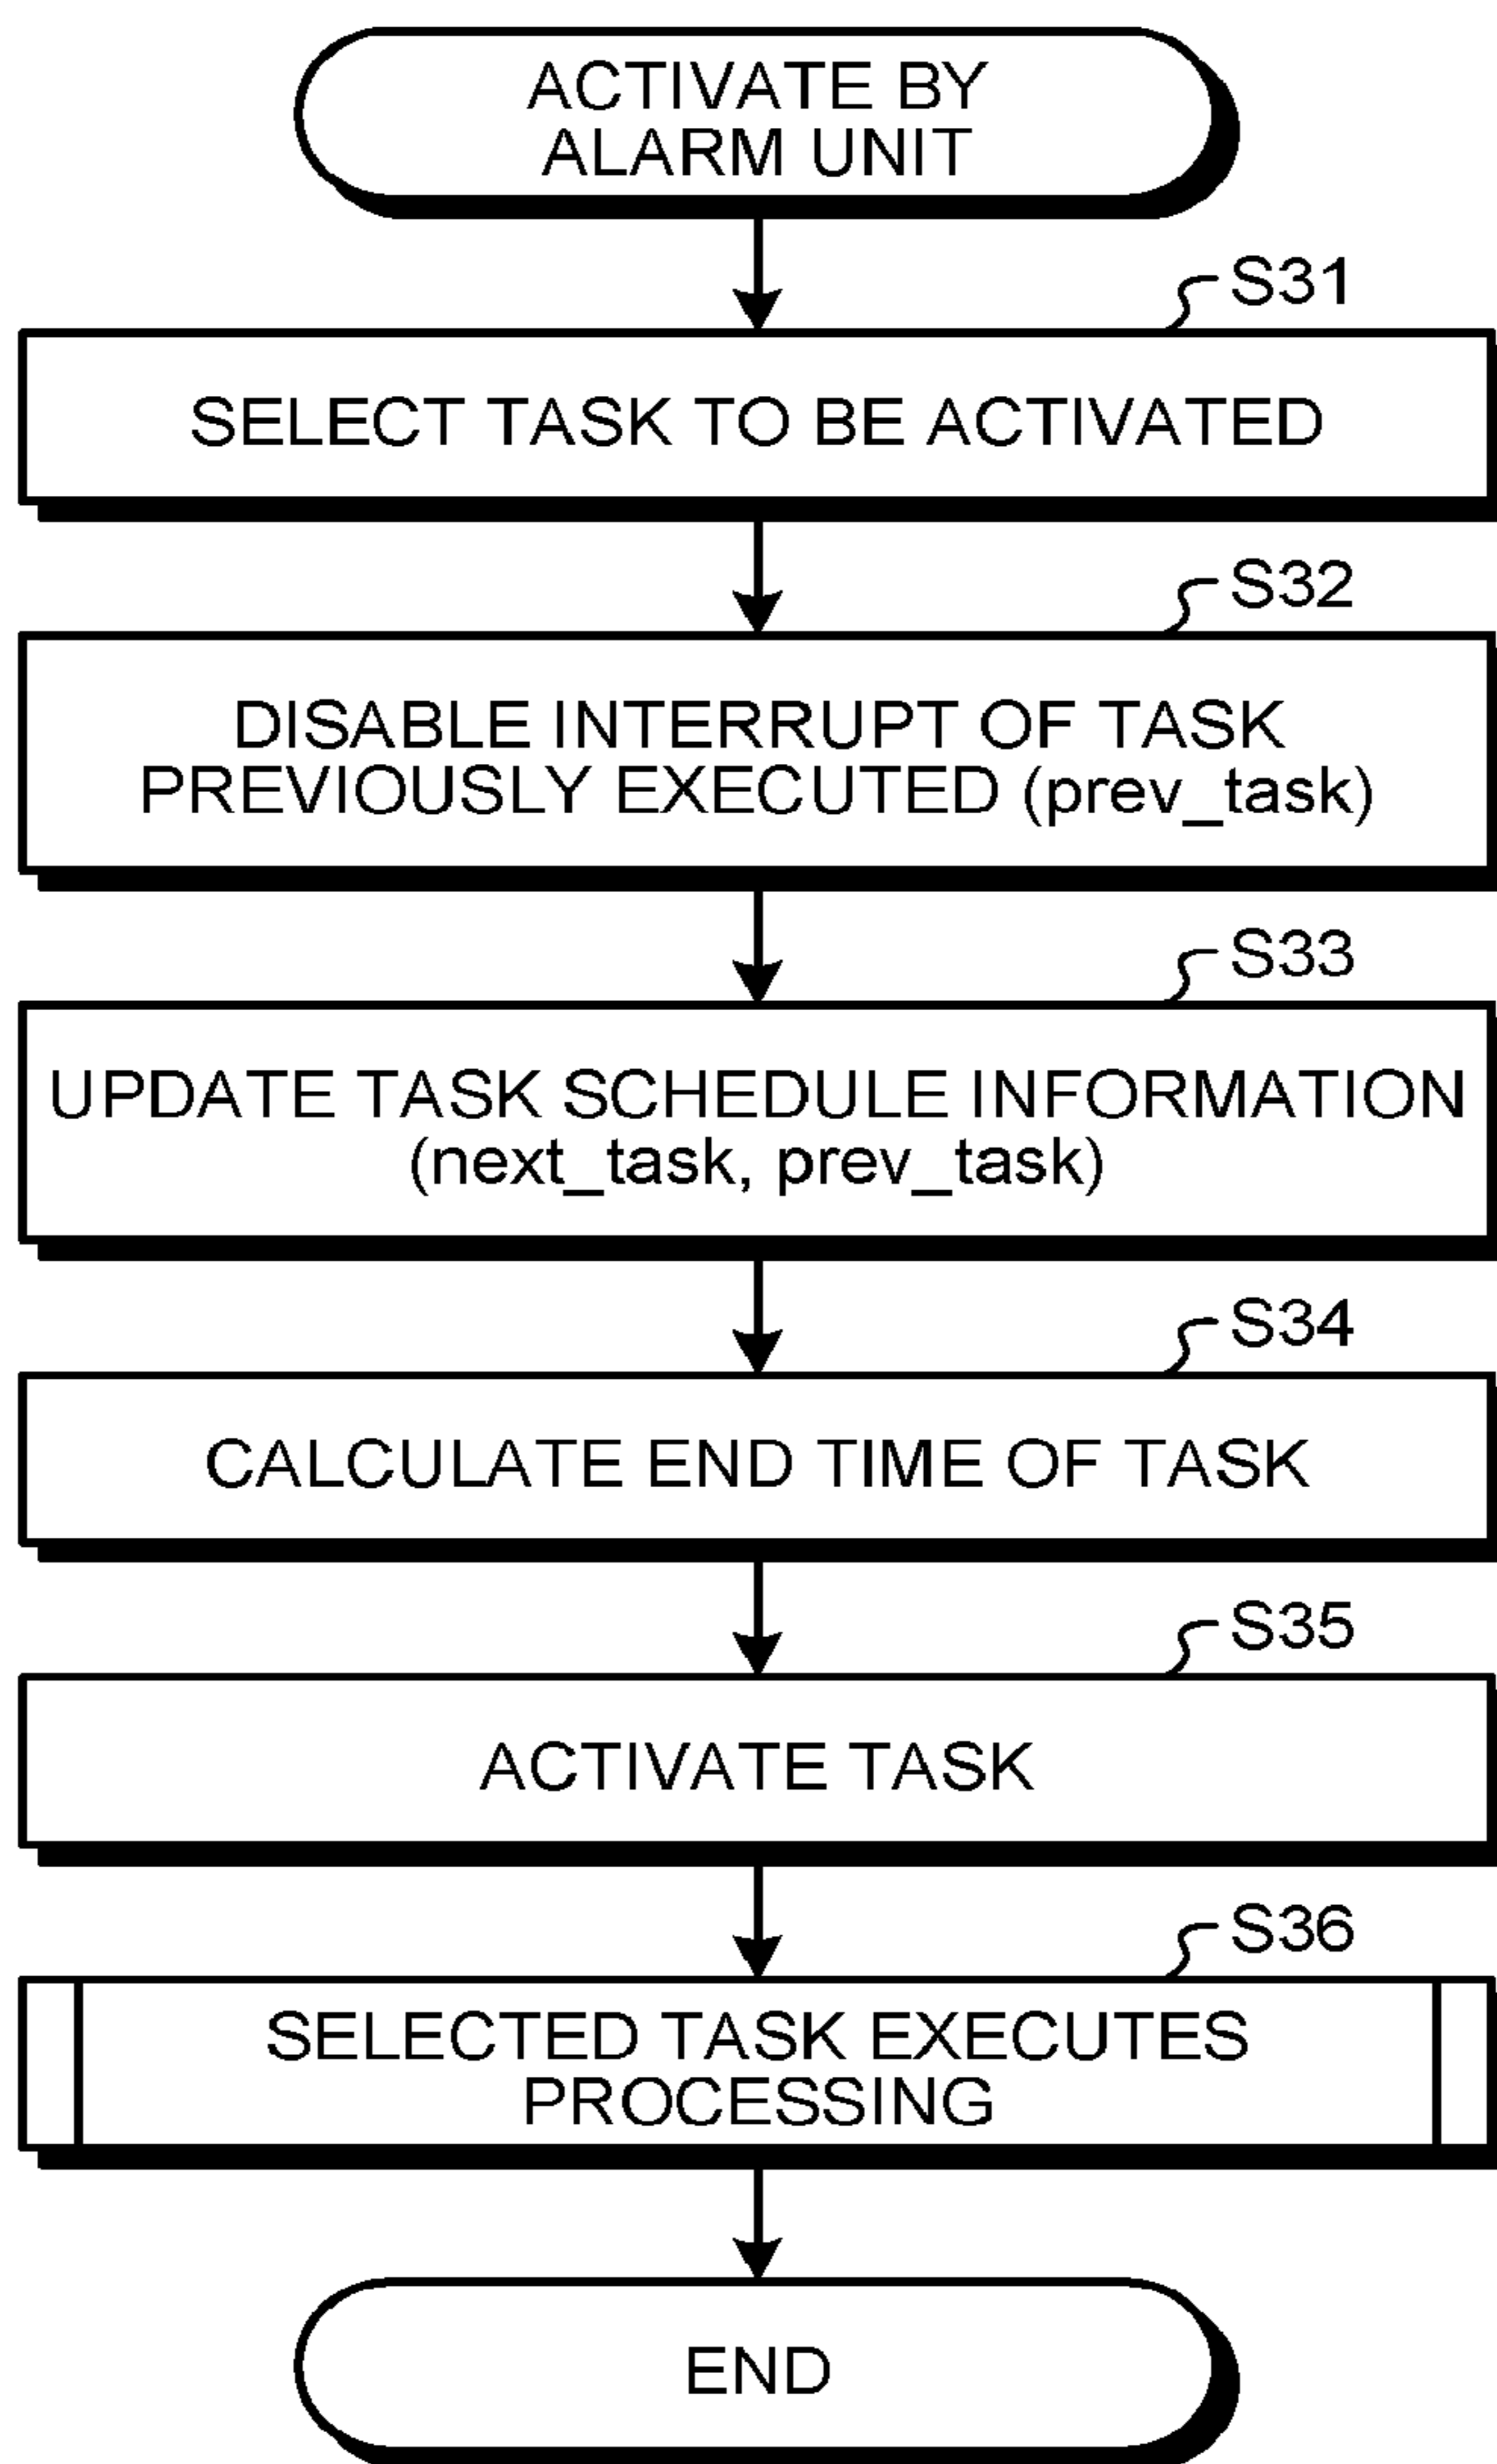 ACTIVATE BY
ALARM UNIT
S31
SELECT TASK TO BE ACTIVATED
S32
DISABLE INTERRUPT OF TASK
PREVIOUSLY EXECUTED (prev_task)
S33
UPDATE TASK SCHEDULE INFORMATION
(next_task, prev_task)
S34
CALCULATE END TIME OF TASK
S35
ACTIVATE TASK
S36
SELECTED TASK EXECUTES
PROCESSING
END